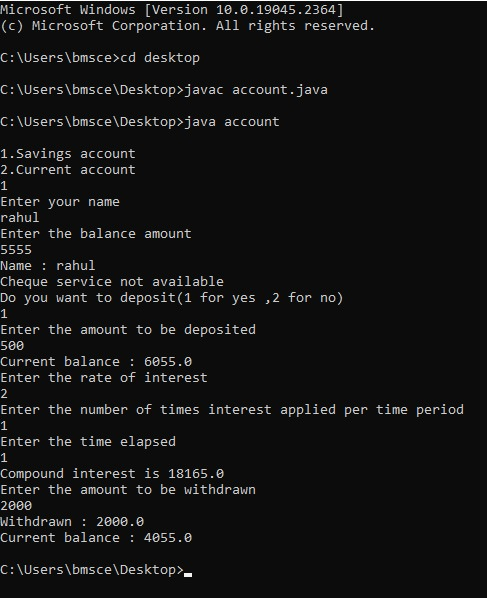 Microsoft Windows [Version 10.0.19045.2364]
(c) Microsoft Corporation. All rights reserved.
C:\Users\bmsce>cd desktop
C:\Users\bmsce\Desktop>javac account.java
C:\Users\bmsce\Desktop>java account
1.Savings account
2.Current account
1
Enter your name
rahul
Enter the balance amount
5555
Name : rahul
Cheque service not available
Do you want to deposit(1 for yes ,2 for no)
1
Enter the amount to be deposited
500
Current balance : 6055.0
Enter the rate of interest
2
Enter the number of times interest applied per time period
1
Enter the time elapsed
1
Compound interest is 18165.0
Enter the amount to be withdrawn
2000
Withdrawn : 2000.0
Current balance : 4055.0
C:\Users\bmsce\Desktop>